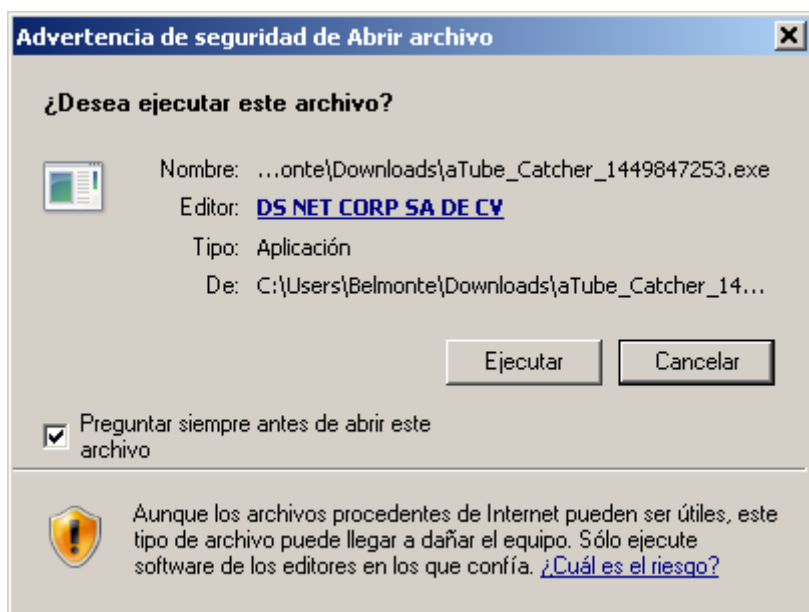 Advertencia de seguridad de Abrir archivo
¿Desea ejecutar este archivo?
Nombre: ...onte\Downloads\aTube_Catcher_1449847253.exe
Editor: DS NET CORP SA DE CV
Tipo: Aplicación
De: C:\Users\Belmonte\Downloads\aTube_Catcher_14...
Ejecutar Cancelar
Preguntar siempre antes de abrir este
archivo
Aunque los archivos procedentes de Internet pueden ser útiles, este
tipo de archivo puede llegar a dañar el equipo. Sólo ejecute
software de los editores en los que confía. ¿Cuál es el riesgo?